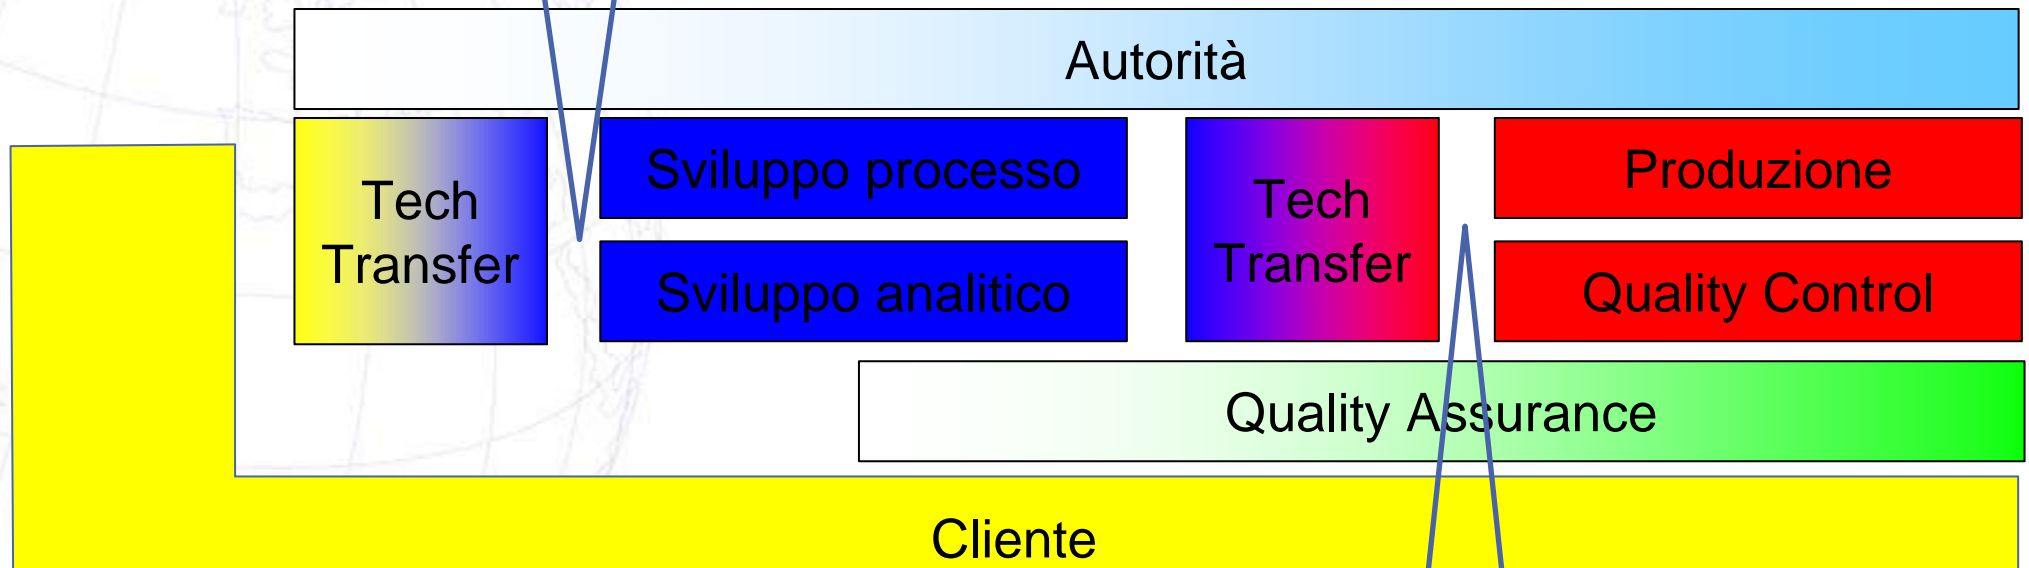 Autorità
Tech
Transfer
Sviluppo processo
Sviluppo analitico
Tech
Transfer
Produzione
Quality Control
Quality Assurance
Cliente